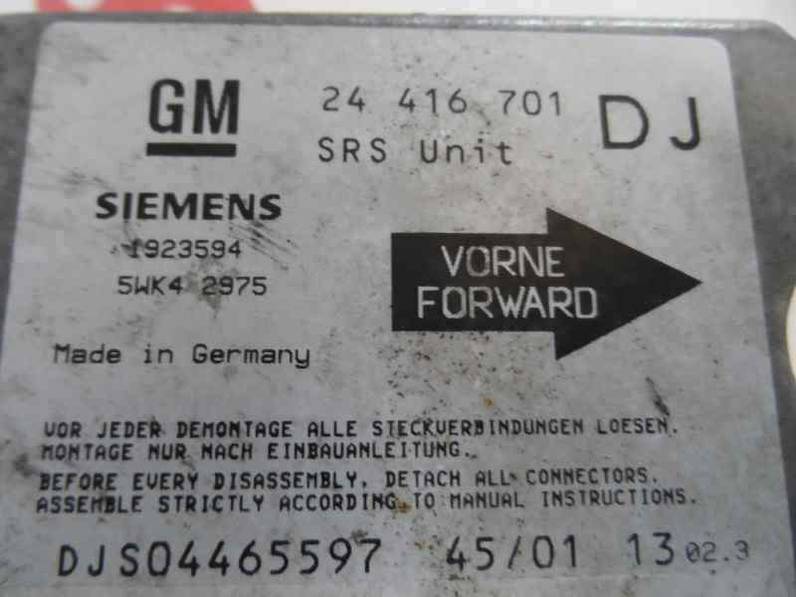 GM 24 416 701 DJ
SRS Unit
SIEMENS
1923594
5WK4 2975
VORNE
FORWARD
Made in Germany
VOR JEDER DEMONTAGE ALLE STECKVERBINDUNGEN LOESEN.
MONTAGE NUR NACH EINBAUANLEITUNG.
BEFORE EVERY DISASSEMBLY, DETACH ALL CONNECTORS.
ASSEMBLE STRICTLY ACCORDING TO MANUAL INSTRUCTIONS.
DJS04465597 45/01 13 02.3